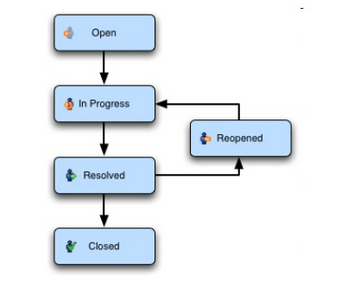 Open
In Progress
Reopened
Resolved
Closed